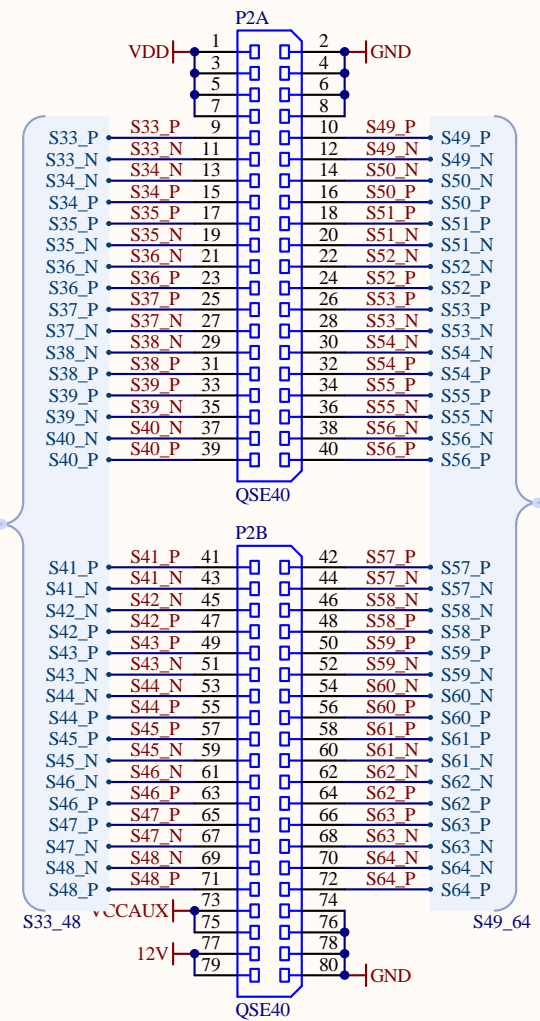 P2A
VDD 1 2 GND
3 4
5 6
7 8
S33_P S33_P 9 10 S49_P S49_P
S33_N S33_N 11 12 S49_N S49_N
S34_N S34_N 13 14 S50_N S50_N
S34_P S34_P 15 16 S50_P S50_P
S35_P S35_P 17 18 S51_P S51_P
S35_N S35_N 19 20 S51_N S51_N
S36_N S36_N 21 22 S52_N S52_N
S36_P S36_P 23 24 S52_P S52_P
S37_P S37_P 25 26 S53_P S53_P
S37_N S37_N 27 28 S53_N S53_N
S38_N S38_N 29 30 S54_N S54_N
S38_P S38_P 31 32 S54_P S54_P
S39_P S39_P 33 34 S55_P S55_P
S39_N S39_N 35 36 S55_N S55_N
S40_N S40_N 37 38 S56_N S56_N
S40_P S40_P 39 40 S56_P S56_P
QSE40
P2B
S41_P S41_P 41 42 S57_P S57_P
S41_N S41_N 43 44 S57_N S57_N
S42_N S42_N 45 46 S58_N S58_N
S42_P S42_P 47 48 S58_P S58_P
S43_P S43_P 49 50 S59_P S59_P
S43_N S43_N 51 52 S59_N S59_N
S44_N S44_N 53 54 S60_N S60_N
S44_P S44_P 55 56 S60_P S60_P
S45_P S45_P 57 58 S61_P S61_P
S45_N S45_N 59 60 S61_N S61_N
S46_N S46_N 61 62 S62_N S62_N
S46_P S46_P 63 64 S62_P S62_P
S47_P S47_P 65 66 S63_P S63_P
S47_N S47_N 67 68 S63_N S63_N
S48_N S48_N 69 70 S64_N S64_N
S48_P S48_P 71 72 S64_P S64_P
S33_48 VCCAUX 73 74 S49_64
75 76
12V 77 78
79 80 GND
QSE40